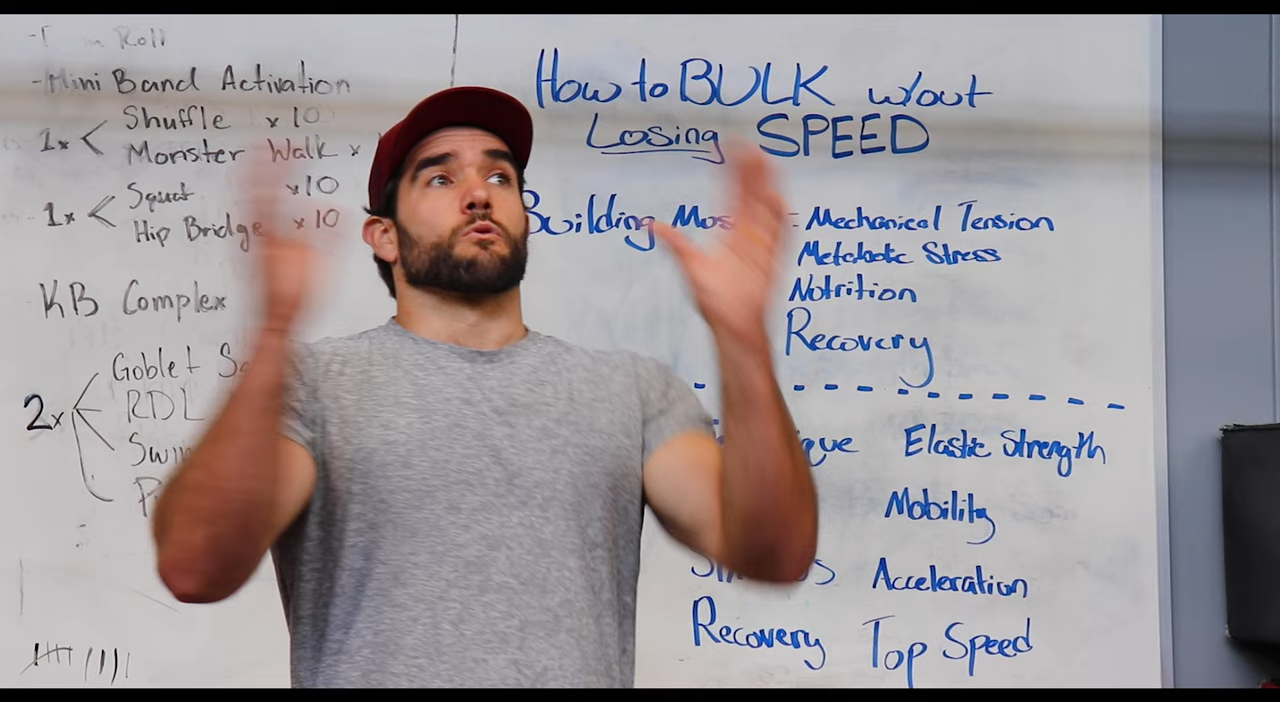 Roll
-Mini Band Activation
1x < Shuffle x 10
Monster Walk x
1x < Squat x10
Hip Bridge x 10
KB Complex
2x Goblet
RDL
How to BULK w/out
Losing SPEED
Building = Mechanical Tension
Metabolic Stress
Nutrition
Recovery
Elastic Strength
Mobility
Acceleration
Recovery Top Speed